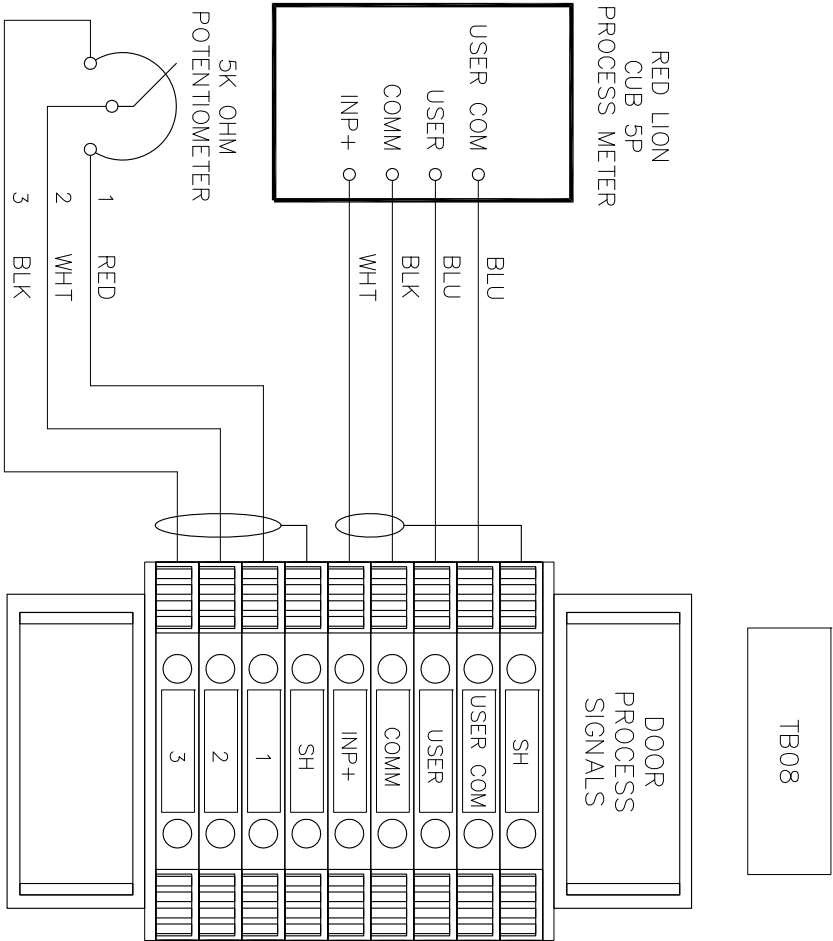 TB08
RED LION
CUB 5P
PROCESS METER
DOOR
PROCESS
SIGNALS
USER COM
USER
COMM
INP+
BLU
BLU
BLK
WHT
SH
USER COM
USER
COMM
INP+
SH
1
2
3
5K OHM
POTENTIOMETER
1 RED
2 WHT
3 BLK